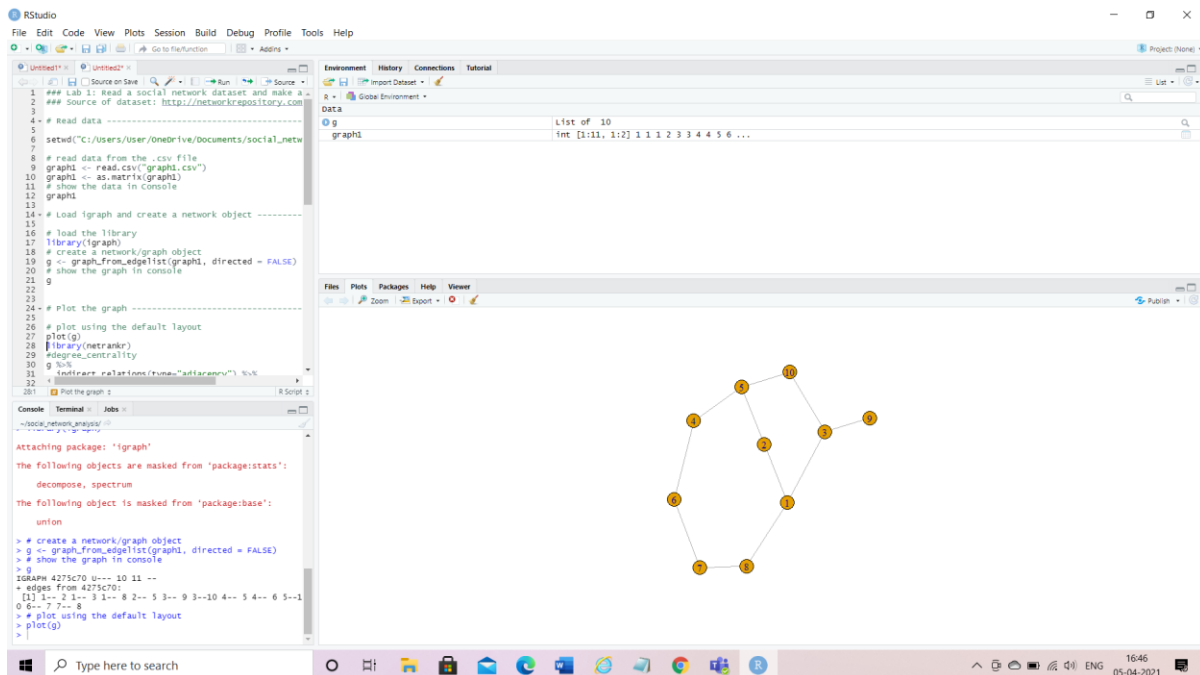 RStudio
File Edit Code View Plots Session Build Debug Profile Tools Help
Go to file/function Addins Project: (None)
Untitled1* Untitled2*
Source on Save Run Source
1 ### Lab 1: Read a social network dataset and make a
2 ### Source of dataset: http://networkrepository.com
3
4 # Read data ----------------------------------------
5
6 setwd("C:/Users/User/OneDrive/Documents/social_netw
7
8 # read data from the .csv file
9 graph1 <- read.csv("graph1.csv")
10 graph1 <- as.matrix(graph1)
11 # show the data in Console
12 graph1
13
14 # Load igraph and create a network object ---------
15
16 # load the library
17 library(igraph)
18 # create a network/graph object
19 g <- graph_from_edgelist(graph1, directed = FALSE)
20 # show the graph in console
21 g
22
23
24 # Plot the graph -----------------------------------
25
26 # plot using the default layout
27 plot(g)
28 library(netrankr)
29 #degree_centrality
30 g %>%
31 indirect_relations(type="adjacency") %>%
32
28:1 Plot the graph R Script
Console Terminal Jobs
~/social_network_analysis/
Attaching package: 'igraph'
The following objects are masked from 'package:stats':
decompose, spectrum
The following object is masked from 'package:base':
union
> # create a network/graph object
> g <- graph_from_edgelist(graph1, directed = FALSE)
> # show the graph in console
> g
IGRAPH 4275c70 U--- 10 11 --
+ edges from 4275c70:
[1] 1-- 2 1-- 3 1-- 8 2-- 5 3-- 9 3--10 4-- 5 4-- 6 5--1
0 6-- 7 7-- 8
> # plot using the default layout
> plot(g)
>
Environment History Connections Tutorial
Import Dataset List
R Global Environment
Data
g List of 10
graph1 int [1:11, 1:2] 1 1 1 2 3 3 4 4 5 6 ...
Files Plots Packages Help Viewer
Zoom Export Publish
10
5
4
9
3
2
6
1
7
8
Type here to search
ENG
16:46
05-04-2021